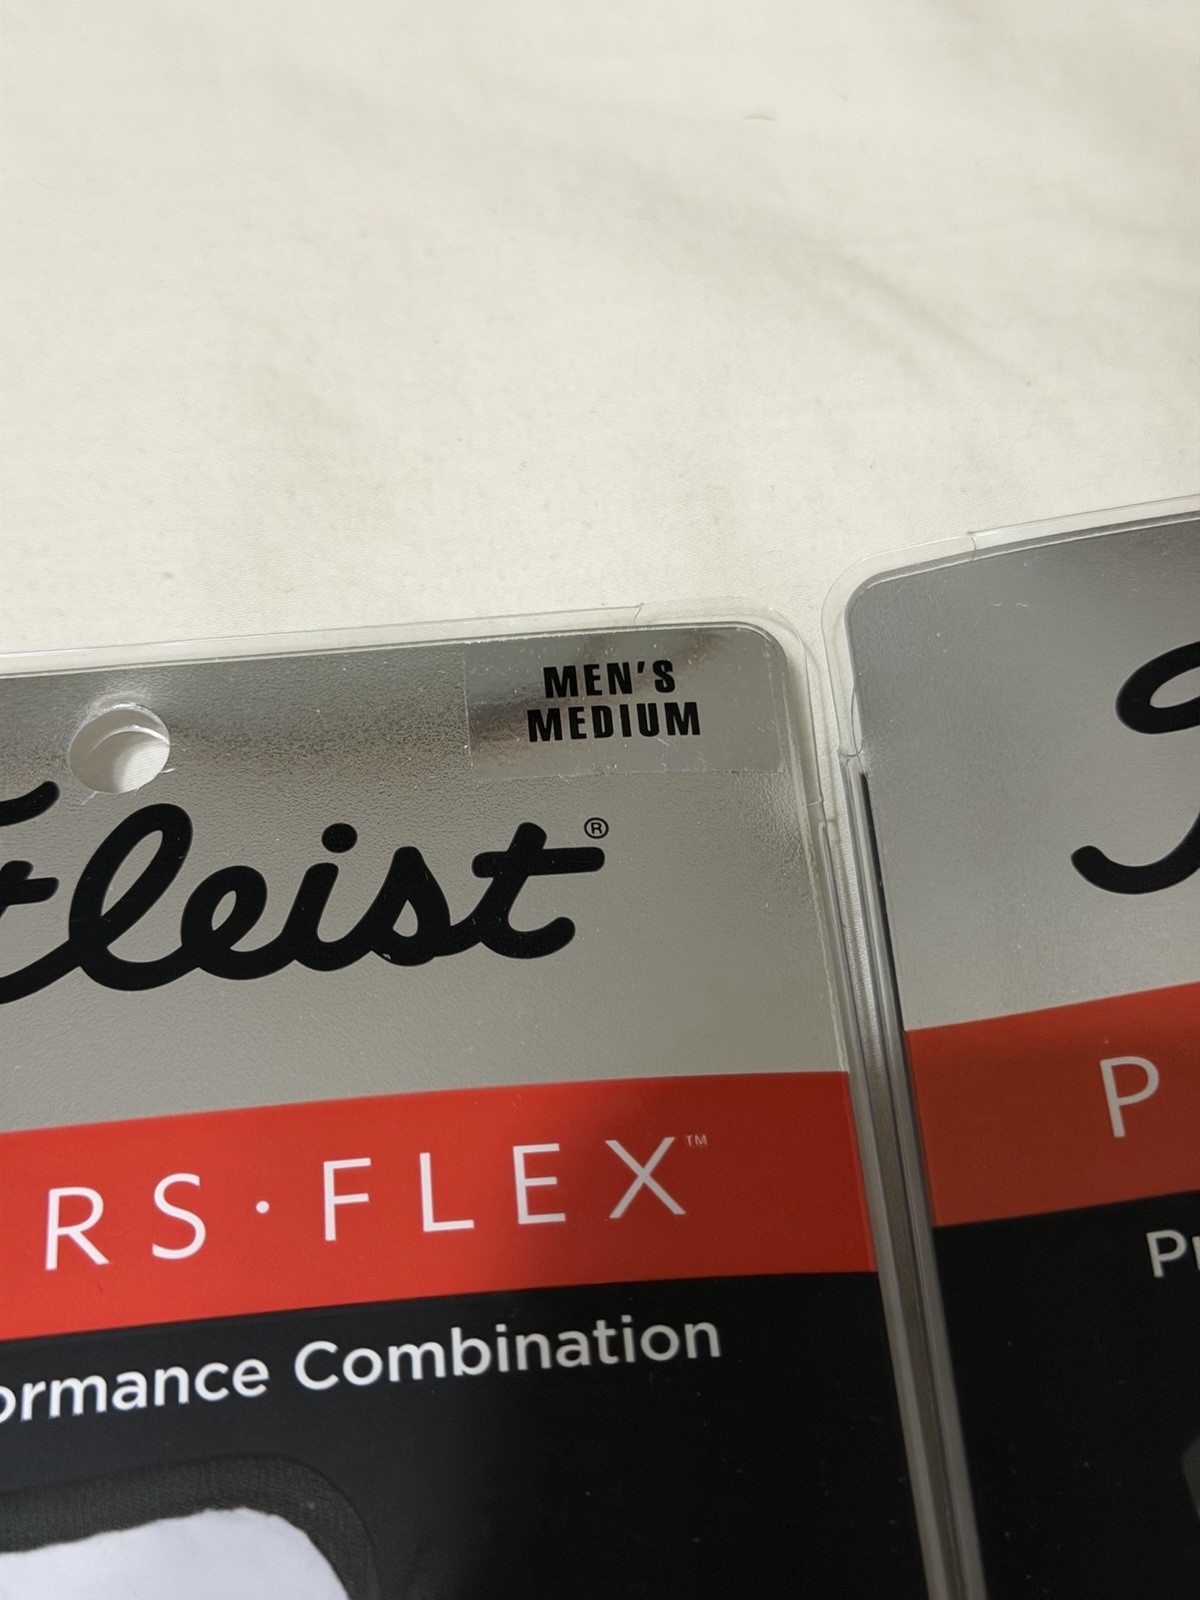 MEN'S
MEDIUM
tleist®
RS·FLEX™
ormance Combination
P
Pr